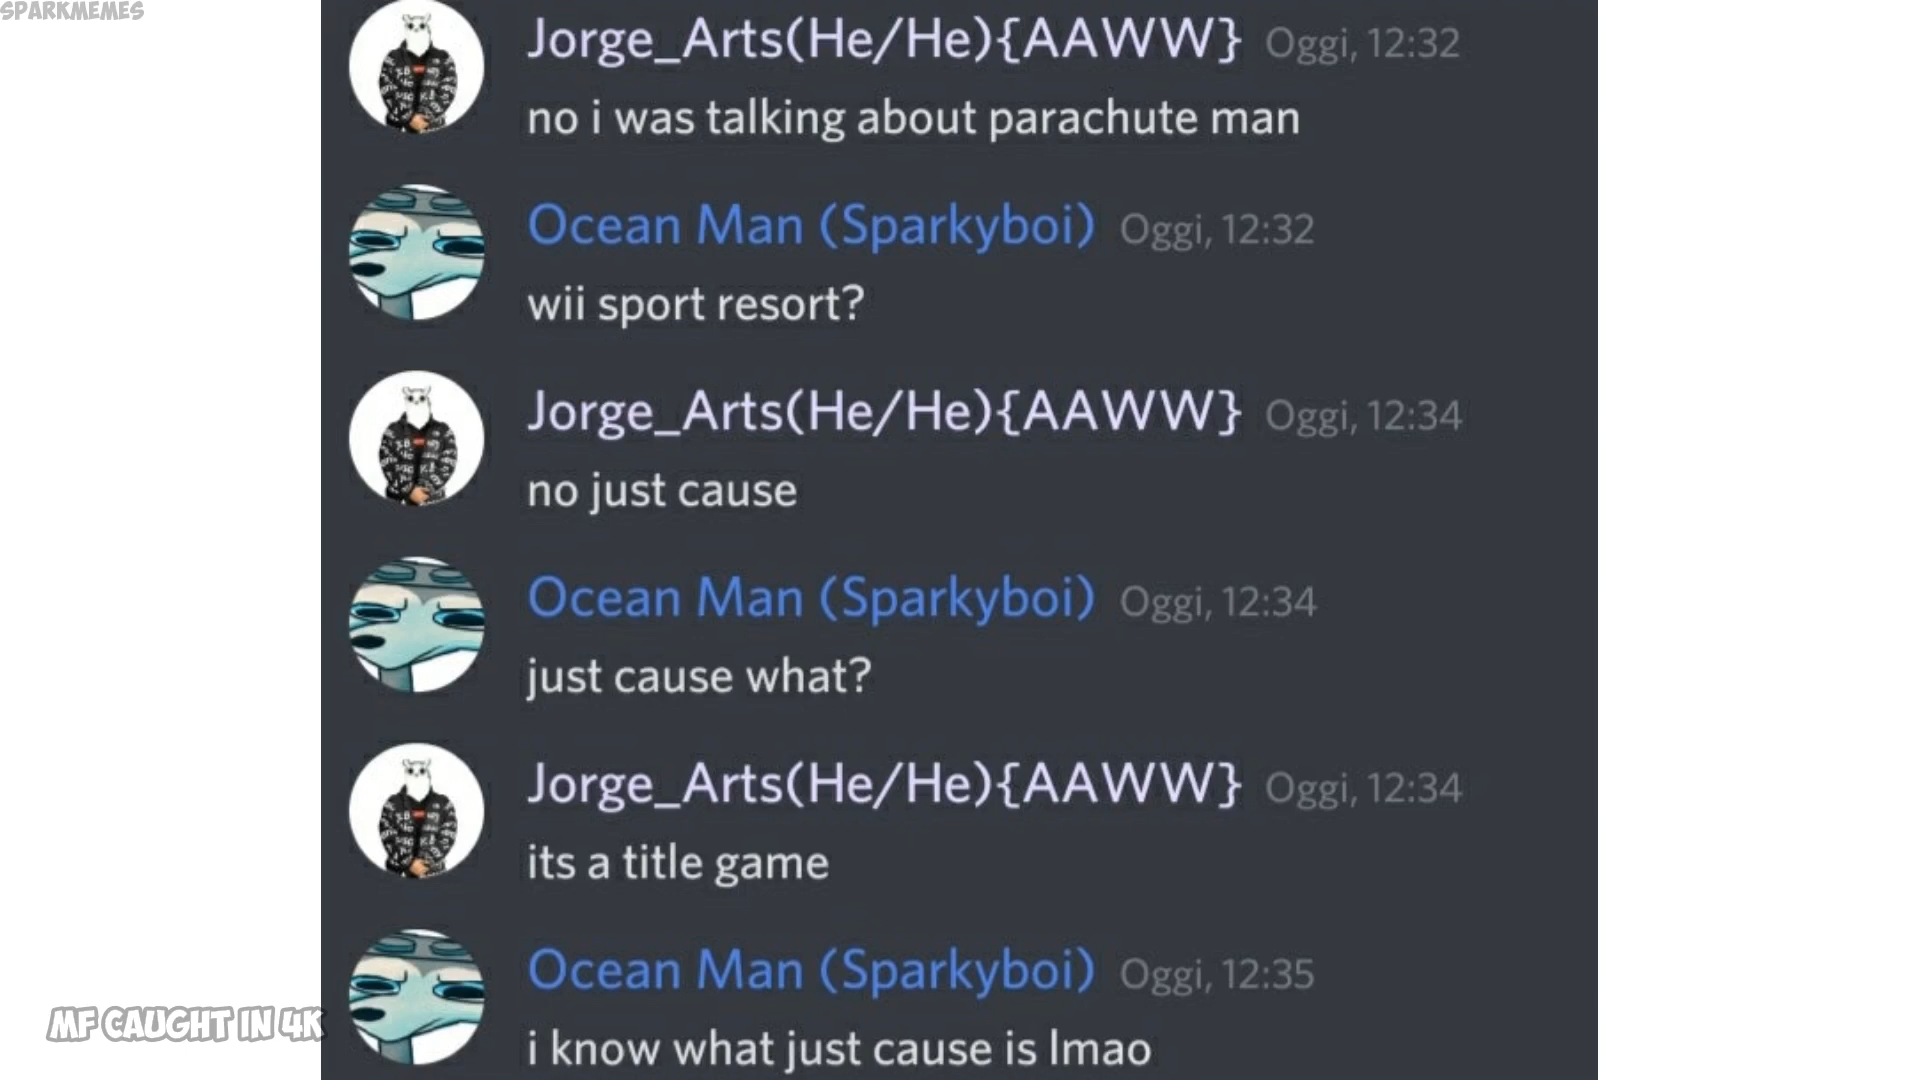 SPARKMEMES
Jorge_Arts(He/He){AAWW} Oggi, 12:32
no i was talking about parachute man
Ocean Man (Sparkyboi) Oggi, 12:32
wii sport resort?
Jorge_Arts(He/He){AAWW} Oggi, 12:34
no just cause
Ocean Man (Sparkyboi) Oggi, 12:34
just cause what?
Jorge_Arts(He/He){AAWW} Oggi, 12:34
its a title game
Ocean Man (Sparkyboi) Oggi, 12:35
i know what just cause is lmao
MF CAUGHT IN 4K